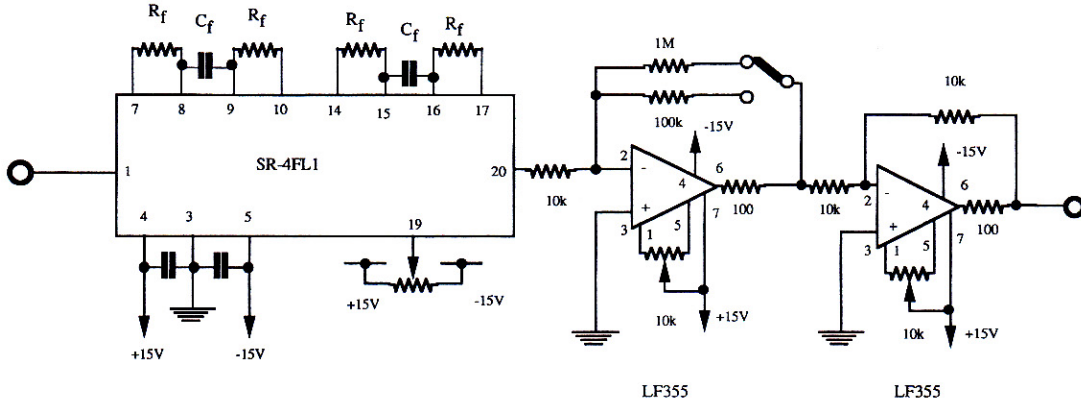 Rf Cf Rf Rf Cf Rf
7 8 9 10 14 15 16 17
1 SR-4FL1 20
4 3 5 19
+15V -15V
+15V -15V
10k
1M
100k
-15V
2 - 4 6
+ 5 7
3 1
100
10k +15V
LF355
10k
10k
-15V
2 - 4 6
+ 5 7
3 1
100
10k +15V
LF355